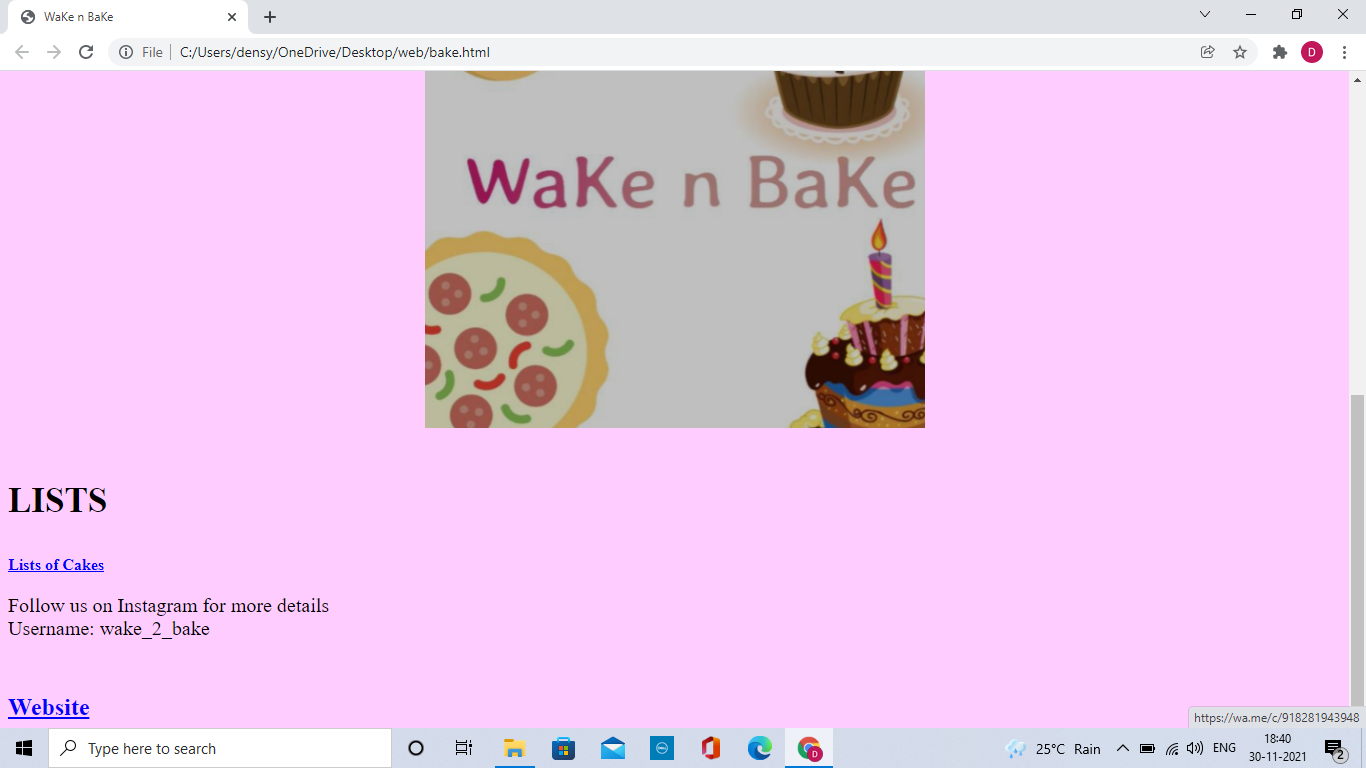 WaKe n BaKe
File
C:/Users/densy/OneDrive/Desktop/web/bake.html
D
WaKe n BaKe
LISTS
Lists of Cakes
Follow us on Instagram for more details
Username: wake_2_bake
Website
https://wa.me/c/918281943948
Type here to search
DELL
D
25°C Rain
ENG
18:40
30-11-2021
2